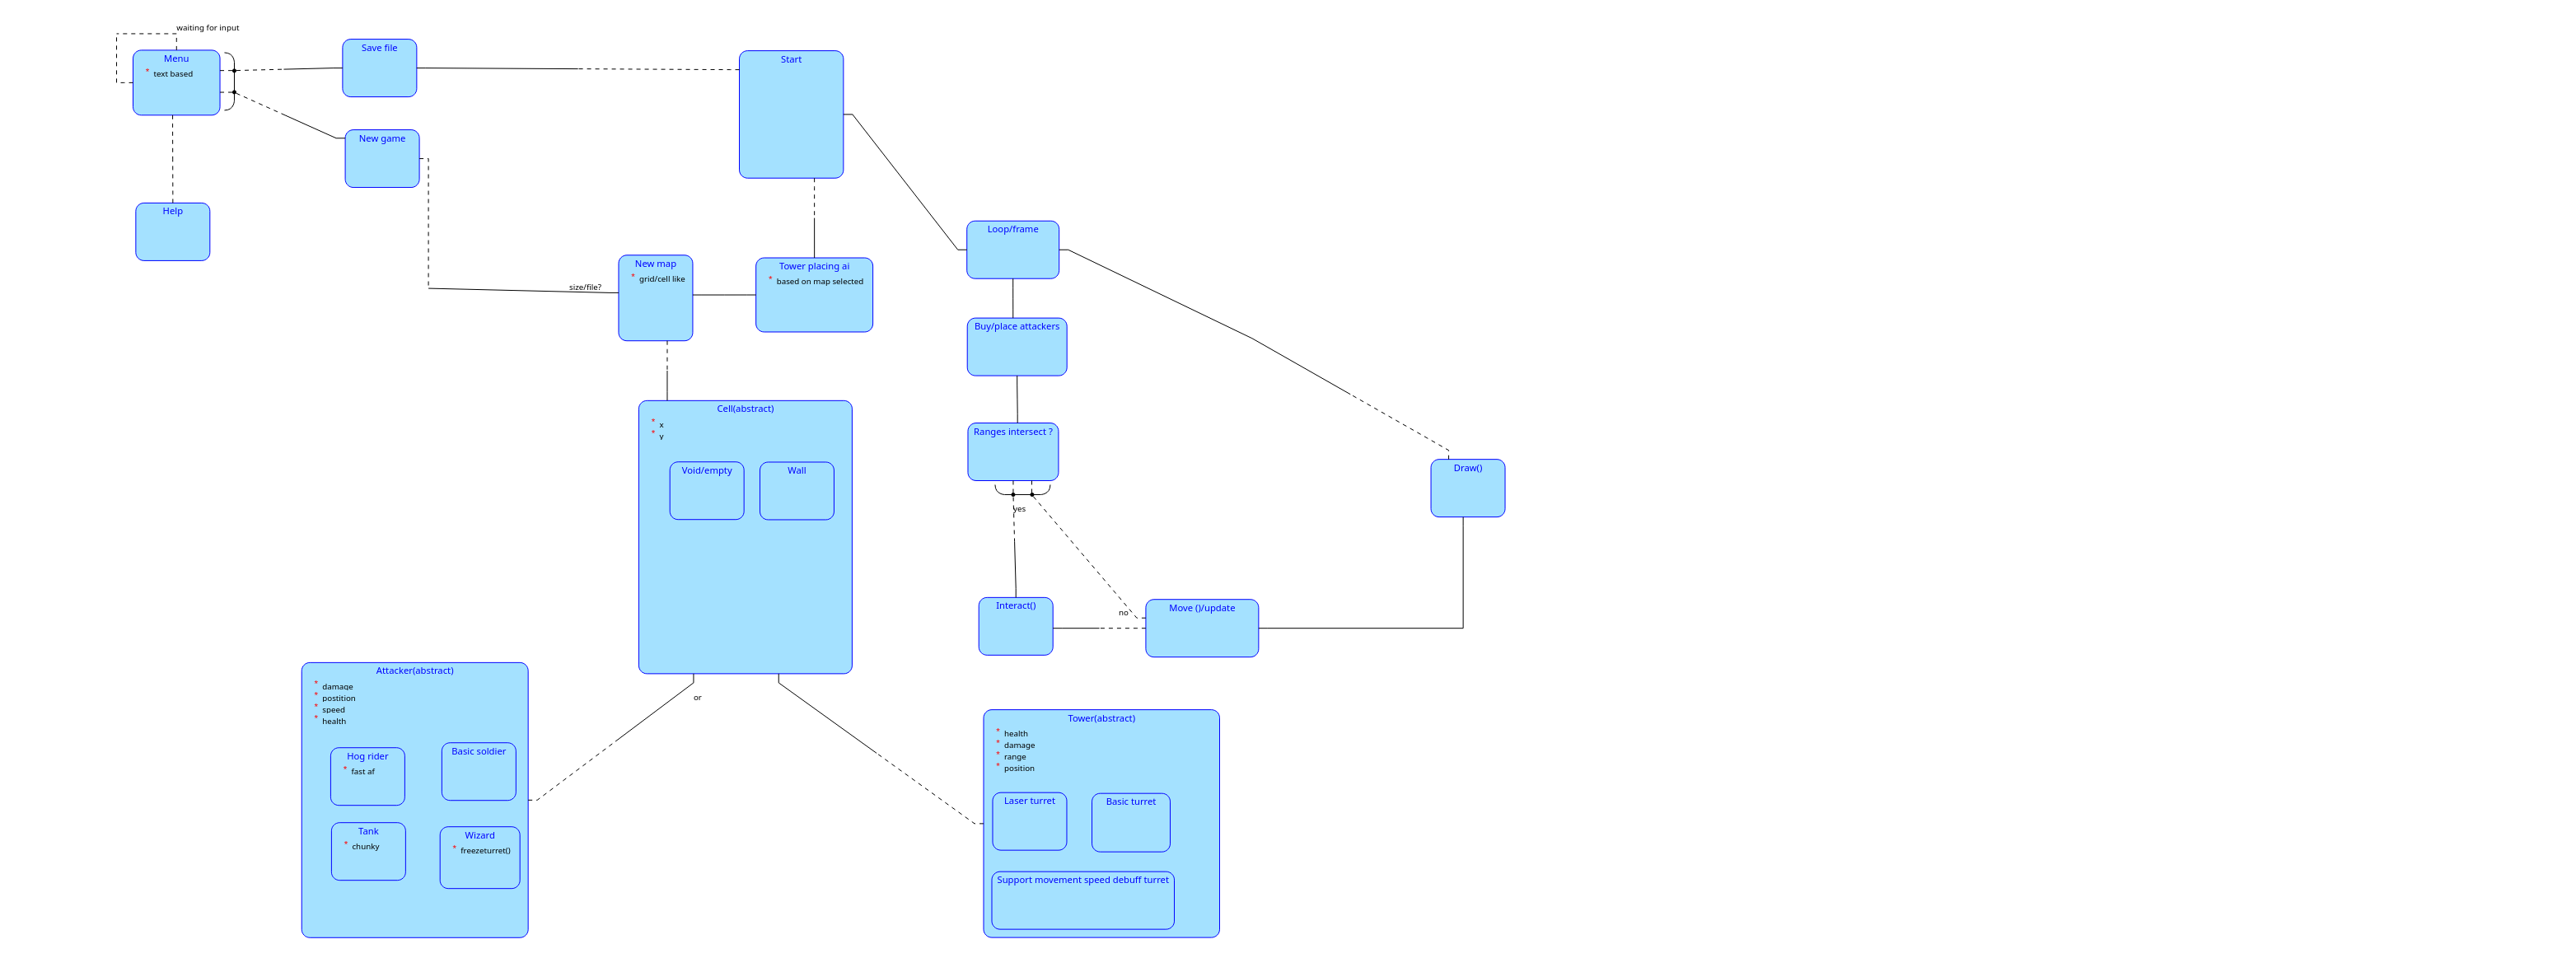 waiting for input
Menu
* text based
Save file
Start
New game
Help
Loop/frame
New map
* grid/cell like
size/file?
Tower placing ai
* based on map selected
Buy/place attackers
Cell(abstract)
* x
* y
Void/empty
Wall
Ranges intersect ?
yes
no
Draw()
Interact()
Move ()/update
or
Attacker(abstract)
* damage
* postition
* speed
* health
Hog rider
* fast af
Basic soldier
Tank
* chunky
Wizard
* freezeturret()
Tower(abstract)
* health
* damage
* range
* position
Laser turret
Basic turret
Support movement speed debuff turret